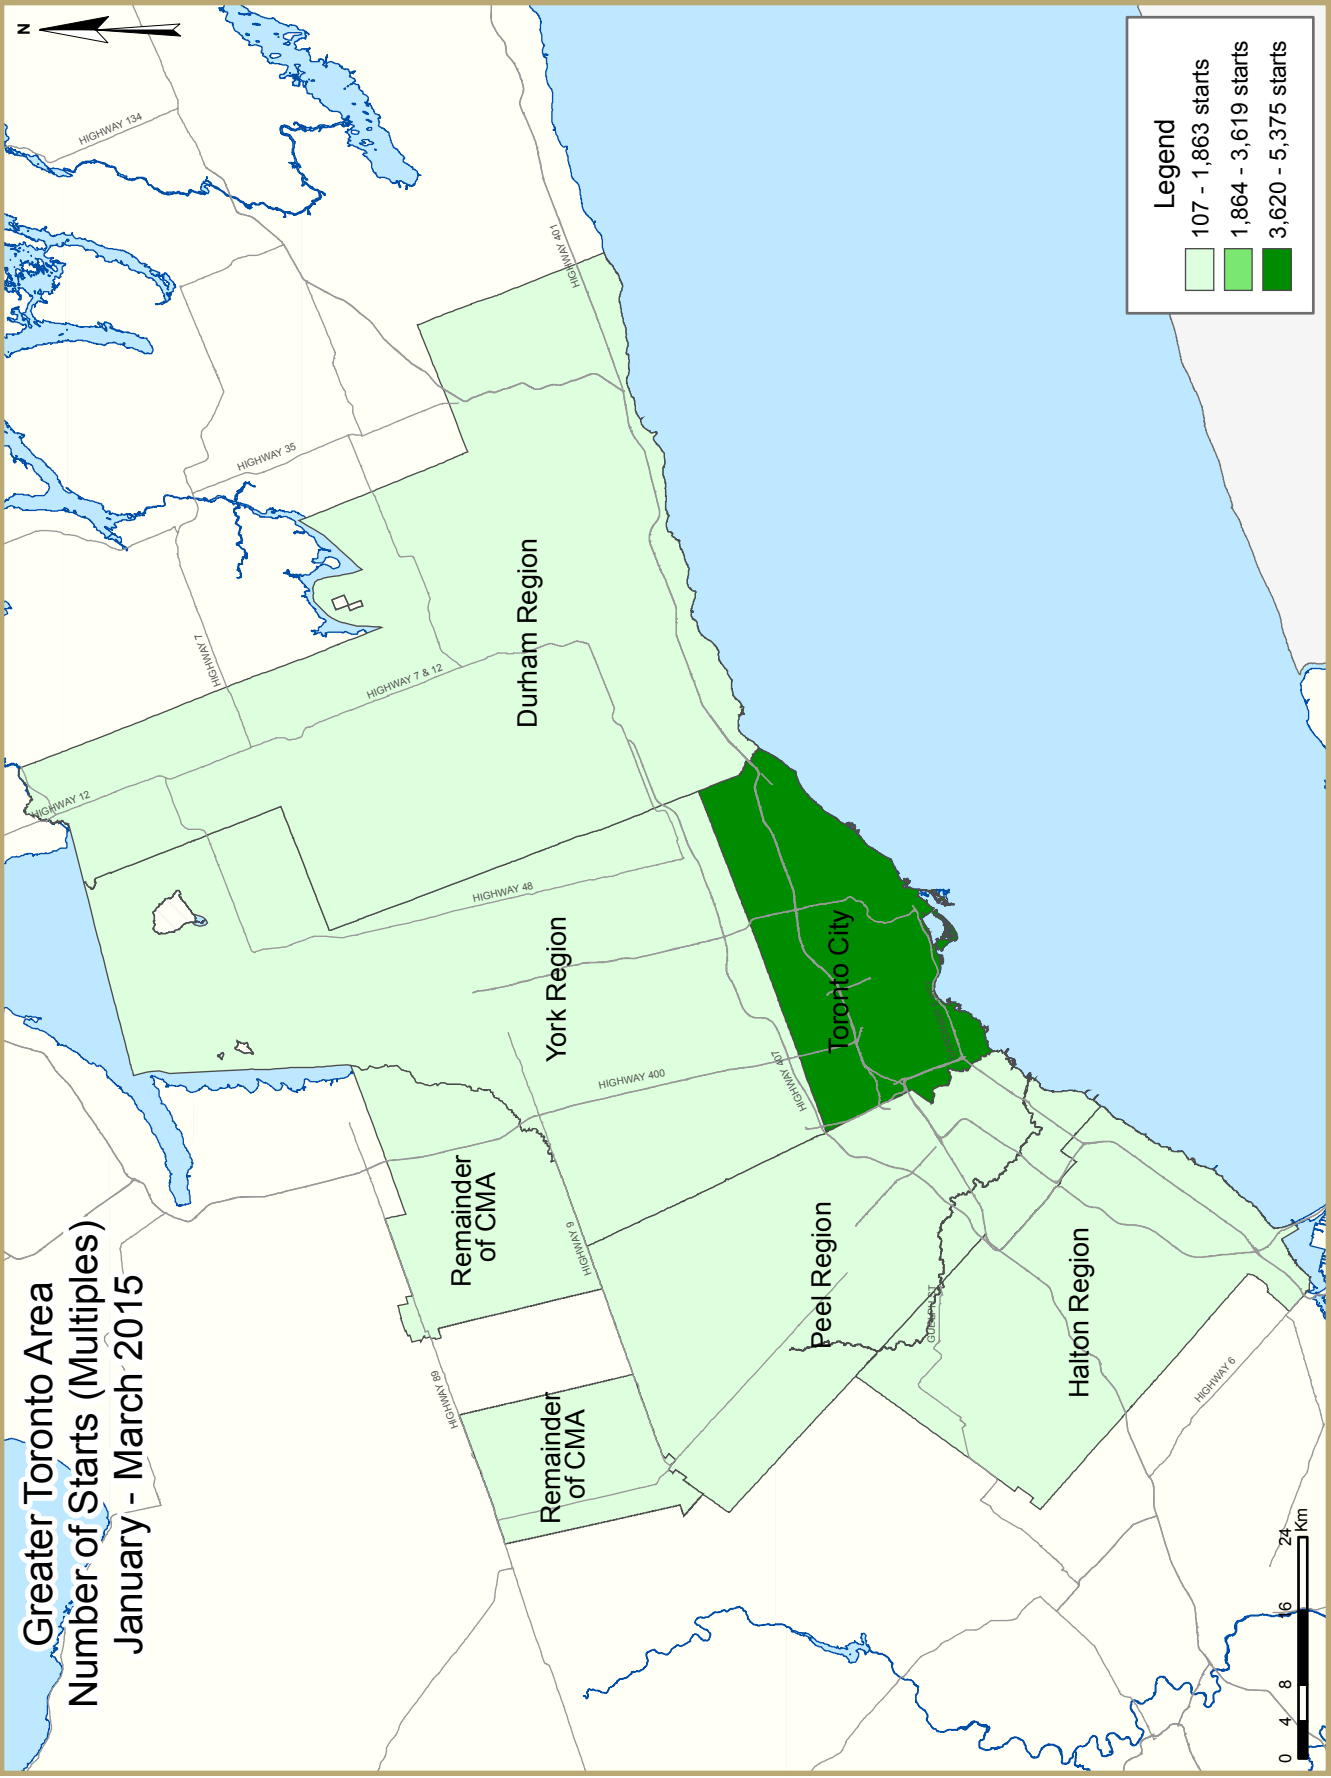 Greater Toronto Area
Number of Starts (Multiples)
January - March 2015
N
HIGHWAY 134
HIGHWAY 401
HIGHWAY 35
HIGHWAY 7
HIGHWAY 7 & 12
HIGHWAY 12
Durham Region
HIGHWAY 48
York Region
HIGHWAY 400
HIGHWAY 407
Toronto City
Remainder
of CMA
HIGHWAY 9
HIGHWAY 89
Remainder
of CMA
Peel Region
GUELPH ST
Halton Region
HIGHWAY 6
Legend
107 - 1,863 starts
1,864 - 3,619 starts
3,620 - 5,375 starts
0 4 8 16 24
Km